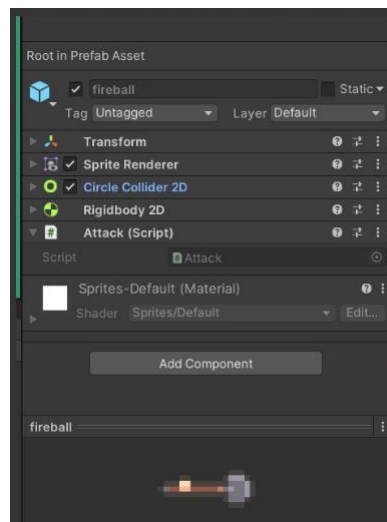 Root in Prefab Asset
fireball Static
Tag Untagged Layer Default
Transform
Sprite Renderer
Circle Collider 2D
Rigidbody 2D
Attack (Script)
Script Attack
Sprites-Default (Material)
Shader Sprites/Default Edit...
Add Component
fireball